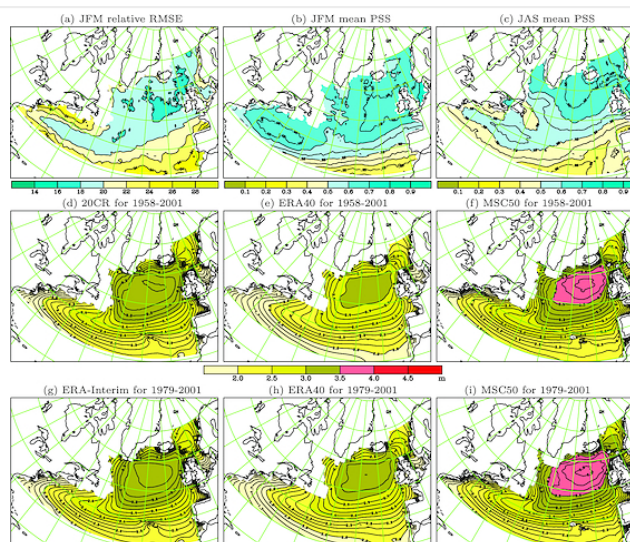 (a) JFM relative RMSE
(b) JFM mean PSS
(c) JAS mean PSS
14 16 18 20 22 24 26 28
0.1 0.2 0.3 0.4 0.5 0.6 0.7 0.8 0.9
0.1 0.2 0.3 0.4 0.5 0.6 0.7 0.8 0.9
(d) 20CR for 1958-2001
(e) ERA40 for 1958-2001
(f) MSC50 for 1958-2001
2.0 2.5 3.0 3.5 4.0 4.5 m
(g) ERA-Interim for 1979-2001
(h) ERA40 for 1979-2001
(i) MSC50 for 1979-2001